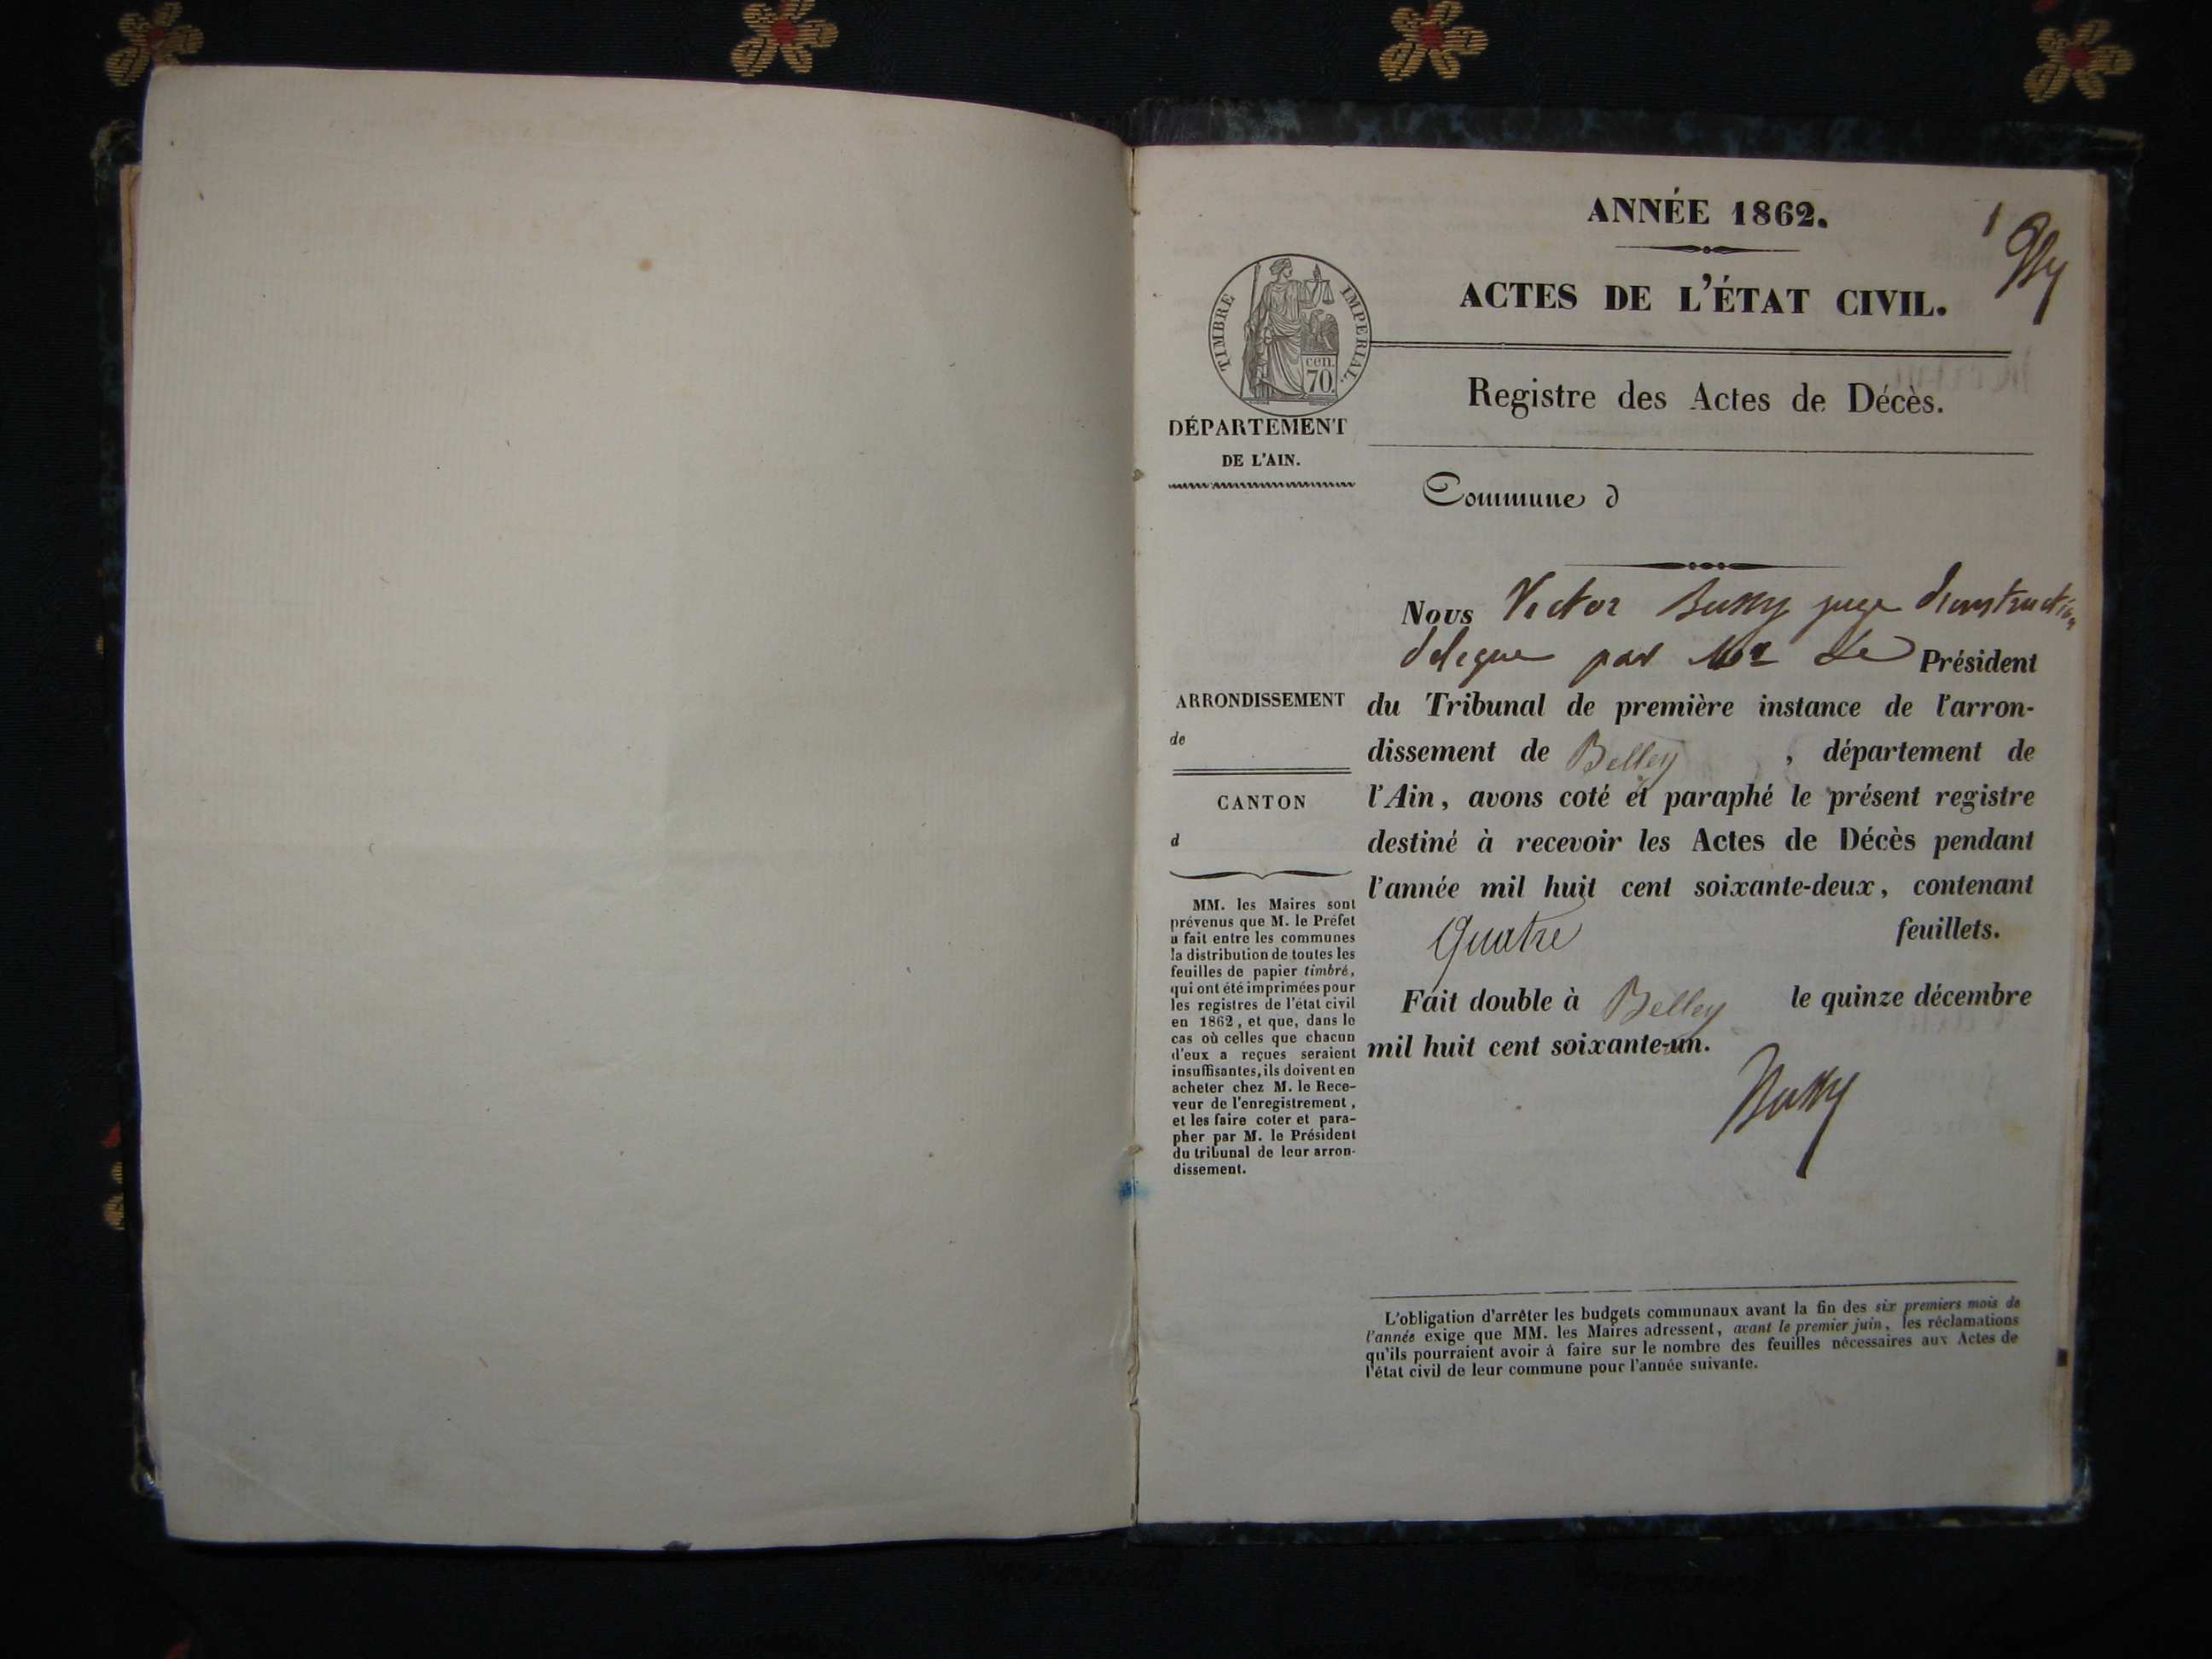 ANNÉE 1862.
1
ACTES DE L'ÉTAT CIVIL.
TIMBRE IMPERIAL.
cen.
70.
Registre des Actes de Décès.
DÉPARTEMENT
DE L'AIN.
Commune d
Nous Victor juge d'instruction
délégué par Mr Le Président
du Tribunal de première instance de l'arron-
dissement de Belley , département de
l'Ain, avons coté et paraphé le présent registre
destiné à recevoir les Actes de Décès pendant
l'année mil huit cent soixante-deux, contenant
Quatre feuillets.
Fait double à Belley le quinze décembre
mil huit cent soixante-un.
ARRONDISSEMENT
de
CANTON
d
MM. les Maires sont
prévenus que M. le Préfet
a fait entre les communes
la distribution de toutes les
feuilles de papier timbré,
qui ont été imprimées pour
les registres de l'état civil
en 1862, et que, dans le
cas où celles que chacun
d'eux a reçues seraient
insuffisantes, ils doivent en
acheter chez M. le Rece-
veur de l'enregistrement,
et les faire coter et para-
pher par M. le Président
du tribunal de leur arron-
dissement.
L'obligation d'arrêter les budgets communaux avant la fin des six premiers mois de
l'année exige que MM. les Maires adressent, avant le premier juin, les réclamations
qu'ils pourraient avoir à faire sur le nombre des feuilles nécessaires aux Actes de
l'état civil de leur commune pour l'année suivante.